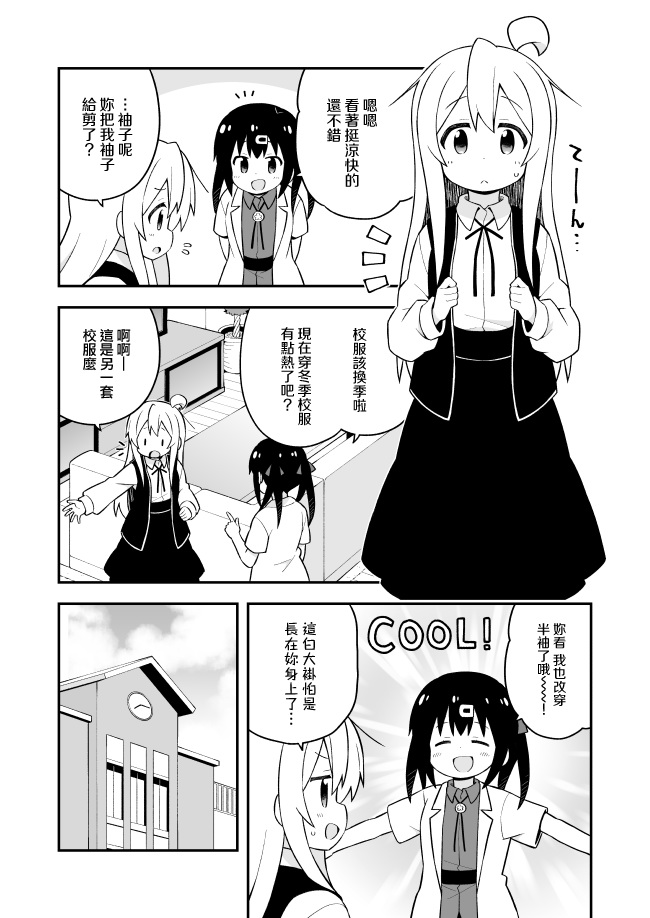 嗯嗯
看著挺涼快的
還不錯
てーん…
…袖子呢
妳把我袖子
給剪了？
校服該換季啦
現在穿冬季校服
有點熱了吧？
啊啊—
這是另一套
校服麼
妳看 我也改穿
半袖了哦~~~！
COOL!
這白大褂怕是
長在妳身上了…